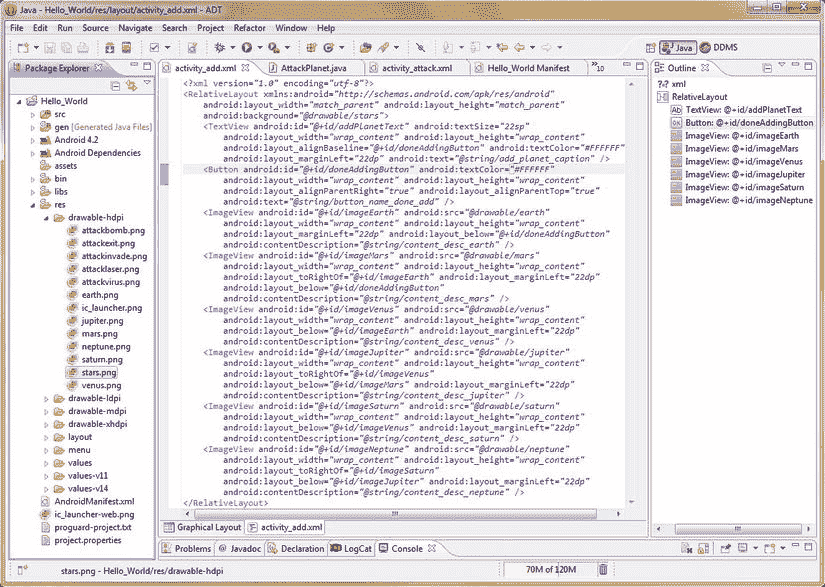 Java - Hello_World/res/layout/activity_add.xml - ADT
File Edit Run Source Navigate Search Project Refactor Window Help
Java DDMS
Package Explorer
activity_add.xml AttackPlanet.java activity_attack.xml Hello_World Manifest »10
Outline
Hello_World
src
gen [Generated Java Files]
Android 4.2
Android Dependencies
assets
bin
libs
res
drawable-hdpi
attackbomb.png
attackexit.png
attackinvade.png
attacklaser.png
attackvirus.png
earth.png
ic_launcher.png
jupiter.png
mars.png
neptune.png
saturn.png
stars.png
venus.png
drawable-ldpi
drawable-mdpi
drawable-xhdpi
layout
menu
values
values-v11
values-v14
AndroidManifest.xml
ic_launcher-web.png
proguard-project.txt
project.properties
<?xml version="1.0" encoding="utf-8"?>
<RelativeLayout xmlns:android="http://schemas.android.com/apk/res/android"
android:layout_width="match_parent" android:layout_height="match_parent"
android:background="@drawable/stars">
<TextView android:id="@+id/addPlanetText" android:textSize="22sp"
android:layout_width="wrap_content" android:layout_height="wrap_content"
android:layout_alignBaseline="@+id/doneAddingButton" android:textColor="#FFFFFF"
android:layout_marginLeft="22dp" android:text="@string/add_planet_caption" />
<Button android:id="@+id/doneAddingButton" android:textColor="#FFFFFF"
android:layout_width="wrap_content" android:layout_height="wrap_content"
android:layout_alignParentRight="true" android:layout_alignParentTop="true"
android:text="@string/button_name_done_add" />
<ImageView android:id="@+id/imageEarth" android:src="@drawable/earth"
android:layout_width="wrap_content" android:layout_height="wrap_content"
android:layout_marginLeft="22dp" android:layout_below="@+id/doneAddingButton"
android:contentDescription="@string/content_desc_earth" />
<ImageView android:id="@+id/imageMars" android:src="@drawable/mars"
android:layout_width="wrap_content" android:layout_height="wrap_content"
android:layout_toRightOf="@+id/imageEarth" android:layout_marginLeft="22dp"
android:layout_below="@+id/doneAddingButton"
android:contentDescription="@string/content_desc_mars" />
<ImageView android:id="@+id/imageVenus" android:src="@drawable/venus"
android:layout_width="wrap_content" android:layout_height="wrap_content"
android:layout_below="@+id/imageEarth" android:layout_marginLeft="22dp"
android:contentDescription="@string/content_desc_venus" />
<ImageView android:id="@+id/imageJupiter" android:src="@drawable/jupiter"
android:layout_width="wrap_content" android:layout_height="wrap_content"
android:layout_toRightOf="@+id/imageVenus"
android:layout_below="@+id/imageMars" android:layout_marginLeft="22dp"
android:contentDescription="@string/content_desc_jupiter" />
<ImageView android:id="@+id/imageSaturn" android:src="@drawable/saturn"
android:layout_width="wrap_content" android:layout_height="wrap_content"
android:layout_below="@+id/imageVenus" android:layout_marginLeft="22dp"
android:contentDescription="@string/content_desc_saturn" />
<ImageView android:id="@+id/imageNeptune" android:src="@drawable/neptune"
android:layout_width="wrap_content" android:layout_height="wrap_content"
android:layout_toRightOf="@+id/imageSaturn"
android:layout_below="@+id/imageJupiter" android:layout_marginLeft="22dp"
android:contentDescription="@string/content_desc_neptune" />
</RelativeLayout>
Graphical Layout activity_add.xml
?-? xml
RelativeLayout
Ab TextView: @+id/addPlanetText
OK Button: @+id/doneAddingButton
ImageView: @+id/imageEarth
ImageView: @+id/imageMars
ImageView: @+id/imageVenus
ImageView: @+id/imageJupiter
ImageView: @+id/imageSaturn
ImageView: @+id/imageNeptune
Problems Javadoc Declaration LogCat Console
stars.png - Hello_World/res/drawable-hdpi 70M of 120M